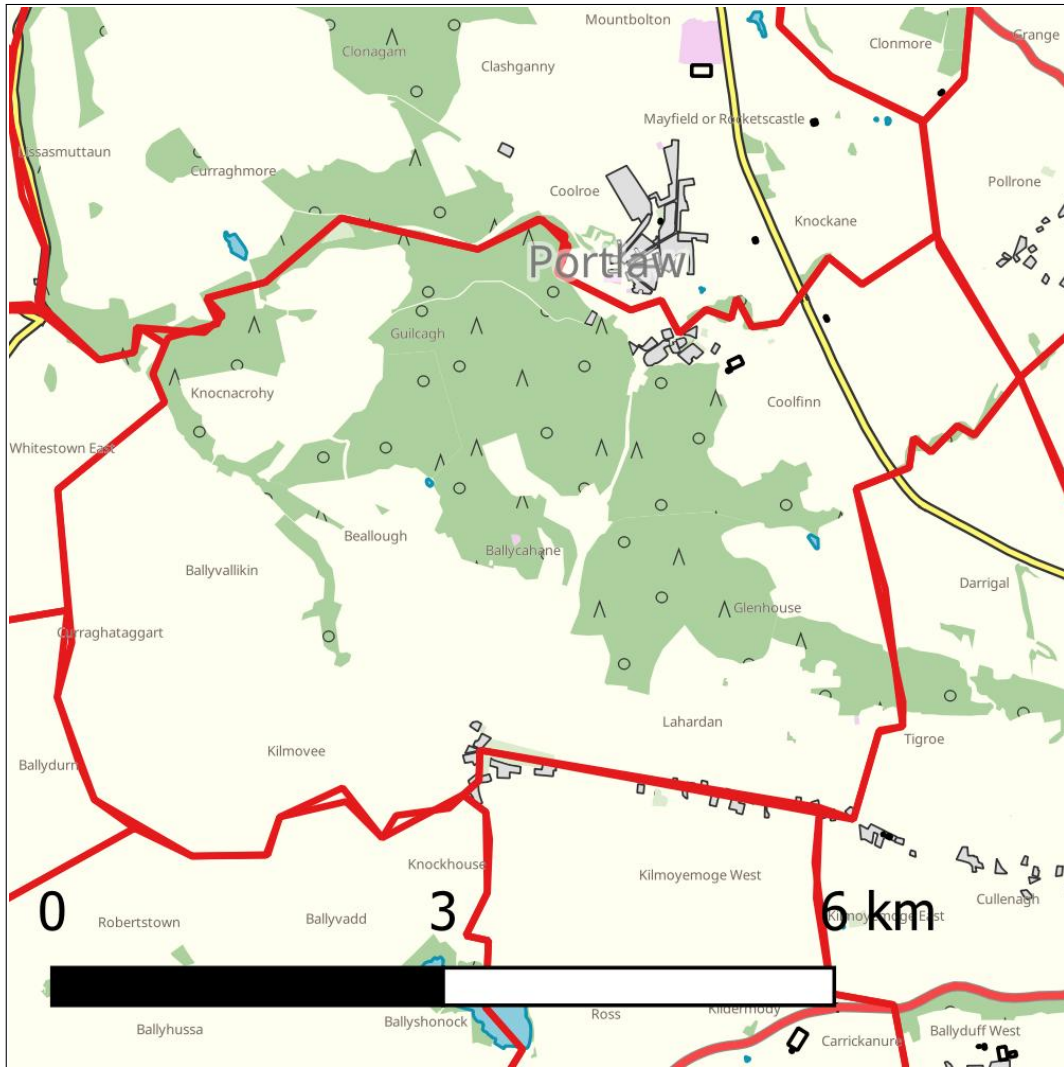 Mountbolton
Grange
Clonagam
Clonmore
Clashganny
Mayfield or Rocketscastle
Lissasmuttaun
Curraghmore
Coolroe
Pollrone
Knockane
Portlaw
Guilcagh
Knocnacrohy
Coolfinn
Whitestown East
Beallough
Ballycahane
Ballyvallikin
Darrigal
Glenhouse
Curraghataggart
Lahardan
Tigroe
Kilmovee
Ballydurn
Knockhouse
Kilmoyemoge West
Cullenagh
0 3 6 km
Kilmoyemoge East
Robertstown
Ballyvadd
Kildermody
Ross
Ballyshonock
Ballyhussa
Ballyduff West
Carrickanure